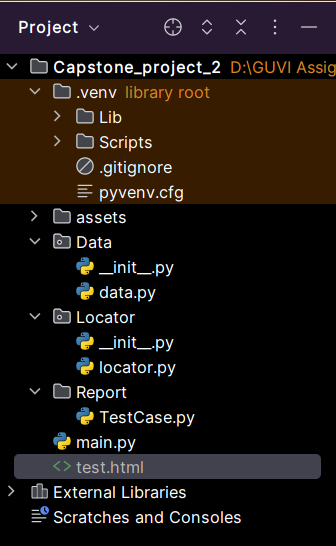 Project
Capstone_project_2 D:\GUVI Assig
.venv library root
Lib
Scripts
.gitignore
pyvenv.cfg
assets
Data
__init__.py
data.py
Locator
__init__.py
locator.py
Report
TestCase.py
main.py
test.html
External Libraries
Scratches and Consoles